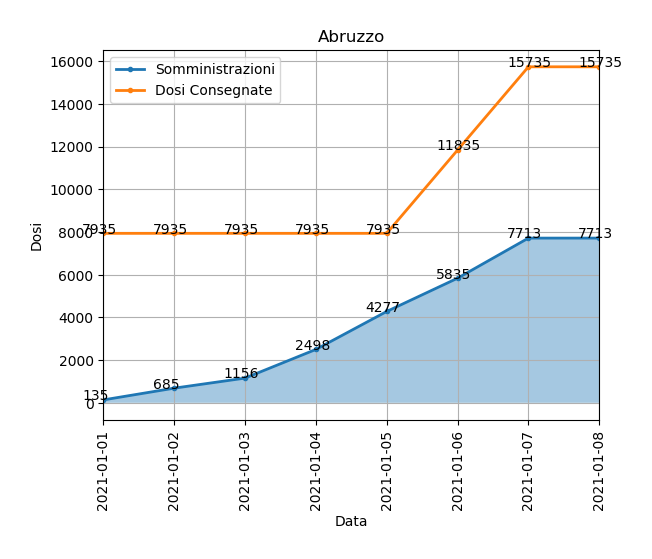 Abruzzo
Somministrazioni
Dosi Consegnate
16000
14000
12000
10000
8000
6000
4000
2000
0
Dosi
7935 7935 7935 7935 7935 11835 15735 15735
135 685 1156 2498 4277 5835 7713 7713
2021-01-01
2021-01-02
2021-01-03
2021-01-04
2021-01-05
2021-01-06
2021-01-07
2021-01-08
Data